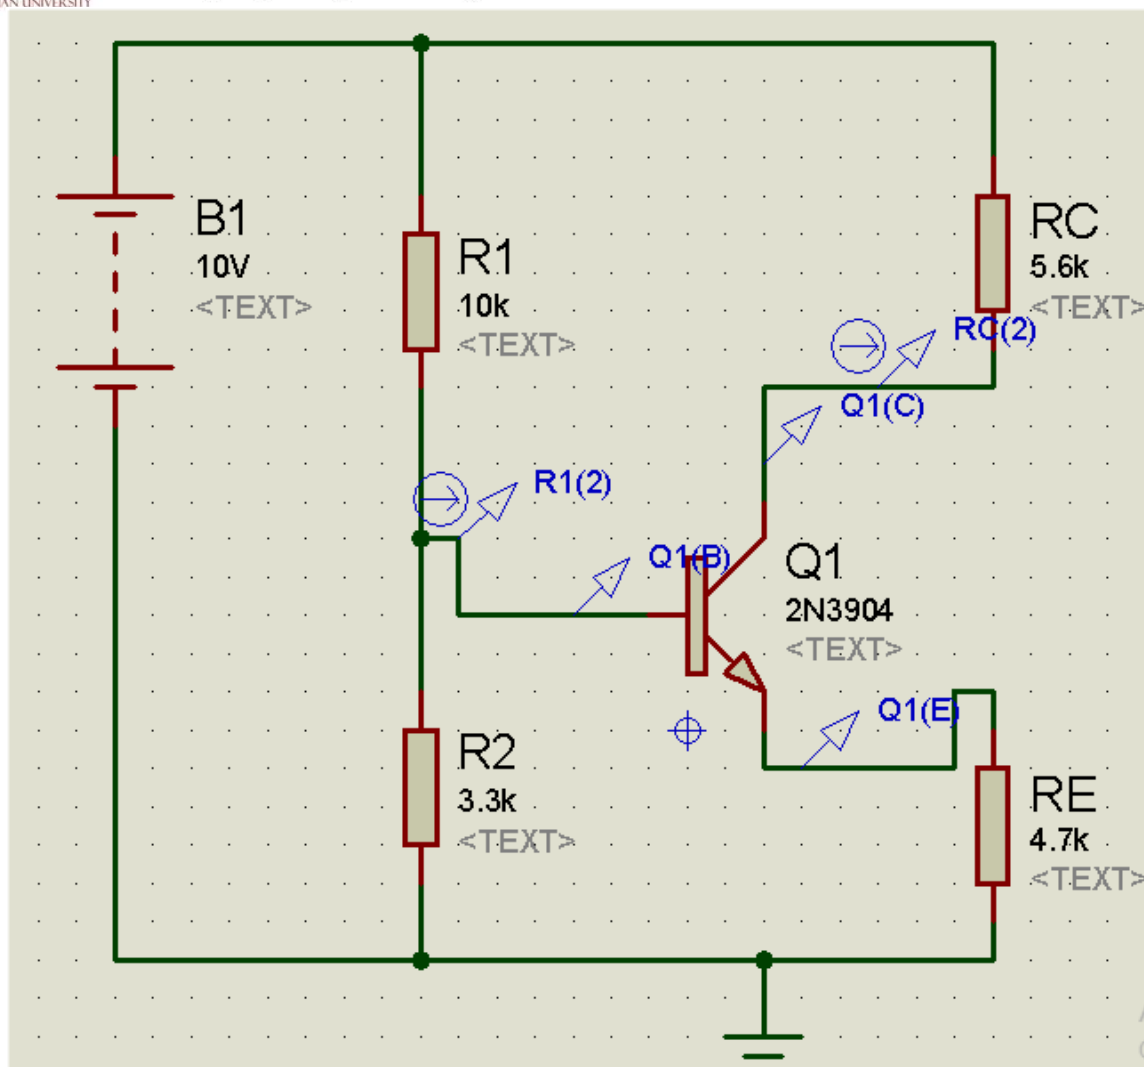 B1
10V
<TEXT>
R1
10k
<TEXT>
RC
5.6k
<TEXT>
RC(2)
Q1(C)
R1(2)
Q1(B)
Q1
2N3904
<TEXT>
Q1(E)
R2
3.3k
<TEXT>
RE
4.7k
<TEXT>